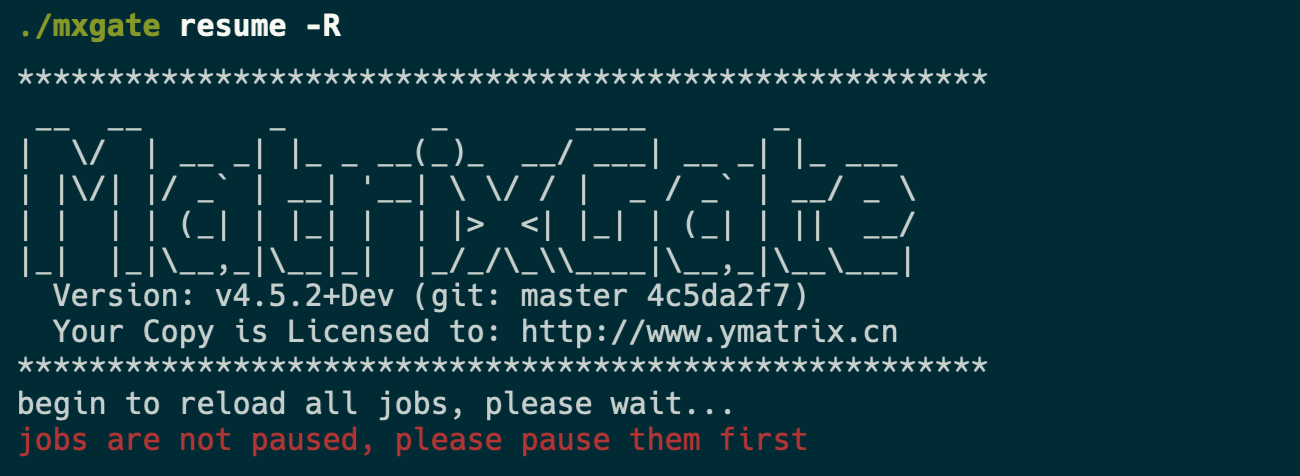 ./mxgate resume -R
******************************************************
 __  __       _        _       ____       _
|  \/  | __ _| |_ _ __(_)_  __/ ___| __ _| |_ ___
| |\/| |/ _` | __| '__| \ \/ / |  _ / _` | __/ _ \
| |  | | (_| | |_| |  | |>  <| |_| | (_| | ||  __/
|_|  |_|\__,_|\__|_|  |_/_/\_\\____|\__,_|\__\___|
  Version: v4.5.2+Dev (git: master 4c5da2f7)
  Your Copy is Licensed to: http://www.ymatrix.cn
******************************************************
begin to reload all jobs, please wait...
jobs are not paused, please pause them first